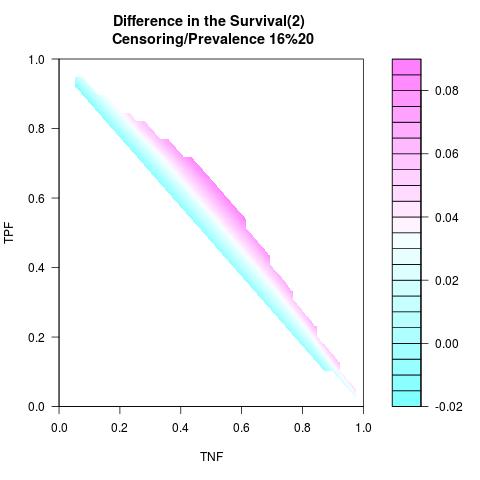 Difference in the Survival(2)
Censoring/Prevalence 16%20
1.0
0.8
0.6
0.4
0.2
0.0
TPF
0.0 0.2 0.4 0.6 0.8 1.0
TNF
0.08
0.06
0.04
0.02
0.00
-0.02